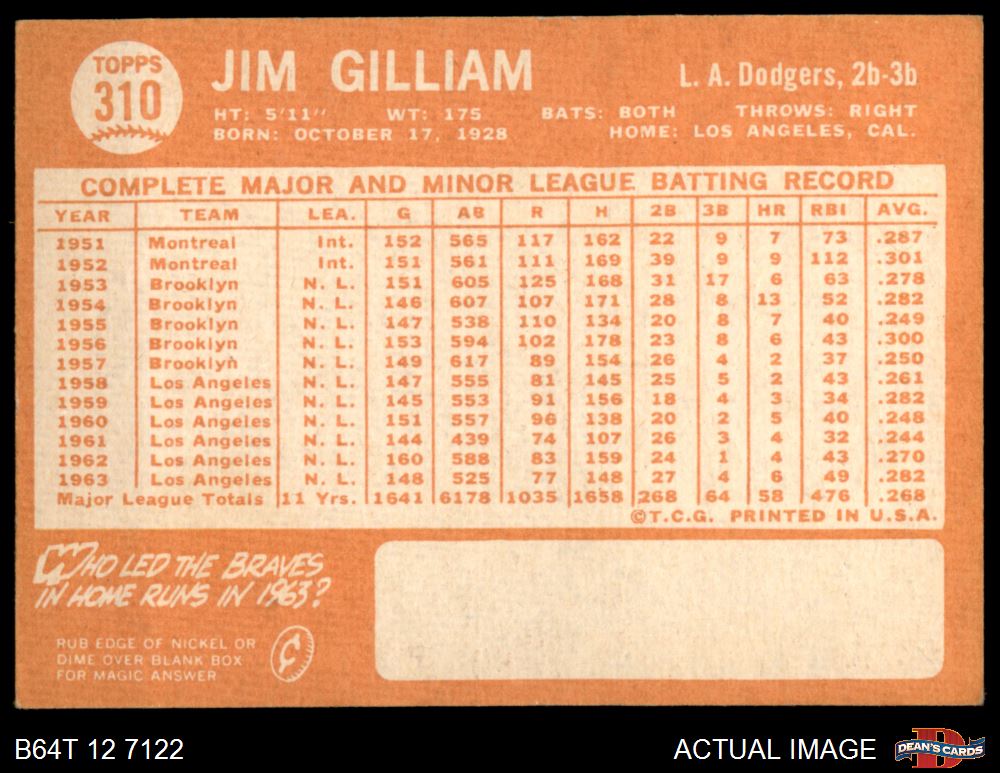 TOPPS
310
JIM GILLIAM
L. A. Dodgers, 2b-3b
HT: 5'11" WT: 175 BATS: BOTH THROWS: RIGHT
BORN: OCTOBER 17, 1928 HOME: LOS ANGELES, CAL.
COMPLETE MAJOR AND MINOR LEAGUE BATTING RECORD
YEAR TEAM LEA. G AB R H 2B 3B HR RBI AVG.
1951 Montreal Int. 152 565 117 162 22 9 7 73 .287
1952 Montreal Int. 151 561 111 169 39 9 9 112 .301
1953 Brooklyn N. L. 151 605 125 168 31 17 6 63 .278
1954 Brooklyn N. L. 146 607 107 171 28 8 13 52 .282
1955 Brooklyn N. L. 147 538 110 134 20 8 7 40 .249
1956 Brooklyn N. L. 153 594 102 178 23 8 6 43 .300
1957 Brooklyn N. L. 149 617 89 154 26 4 2 37 .250
1958 Los Angeles N. L. 147 555 81 145 25 5 2 43 .261
1959 Los Angeles N. L. 145 553 91 156 18 4 3 34 .282
1960 Los Angeles N. L. 151 557 96 138 20 2 5 40 .248
1961 Los Angeles N. L. 144 439 74 107 26 3 4 32 .244
1962 Los Angeles N. L. 160 588 83 159 24 1 4 43 .270
1963 Los Angeles N. L. 148 525 77 148 27 4 6 49 .282
Major League Totals 11 Yrs. 1641 6178 1035 1658 268 64 58 476 .268
©T.C.G. PRINTED IN U.S.A.
WHO LED THE BRAVES
IN HOME RUNS IN 1963?
RUB EDGE OF NICKEL OR
DIME OVER BLANK BOX
FOR MAGIC ANSWER
¢
B64T 12 7122
ACTUAL IMAGE
D
DEAN'S CARDS